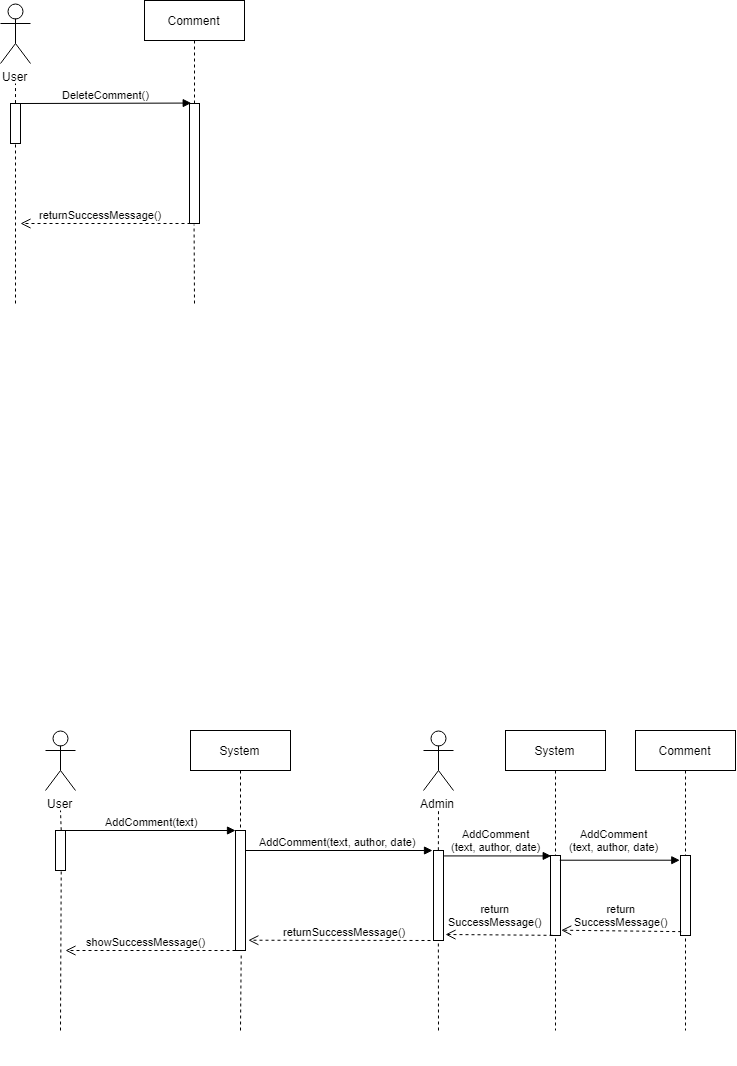 Comment
User
DeleteComment()
returnSuccessMessage()
System
System
Comment
User
Admin
AddComment(text)
AddComment(text, author, date)
AddComment
(text, author, date)
AddComment
(text, author, date)
return
SuccessMessage()
return
SuccessMessage()
returnSuccessMessage()
showSuccessMessage()